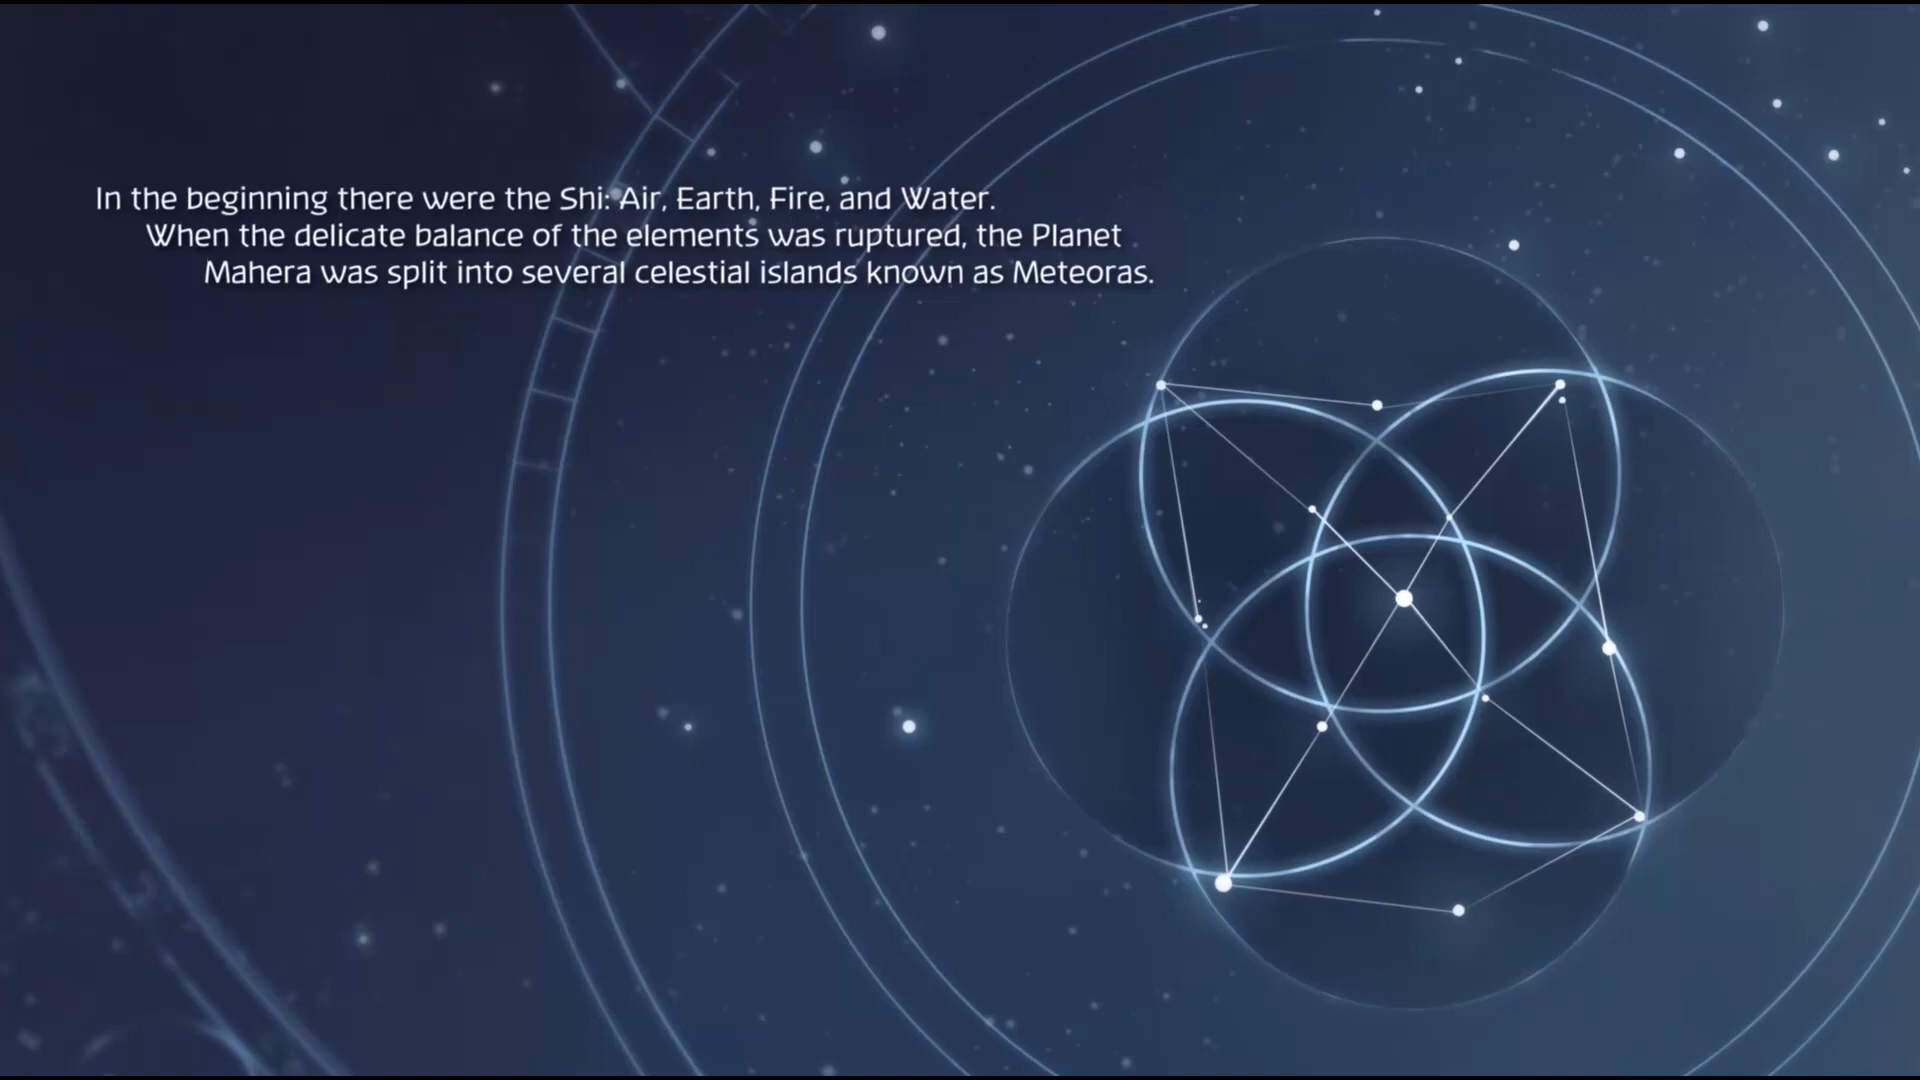 In the beginning there were the Shi: Air, Earth, Fire, and Water.
When the delicate balance of the elements was ruptured, the Planet
Mahera was split into several celestial islands known as Meteoras.